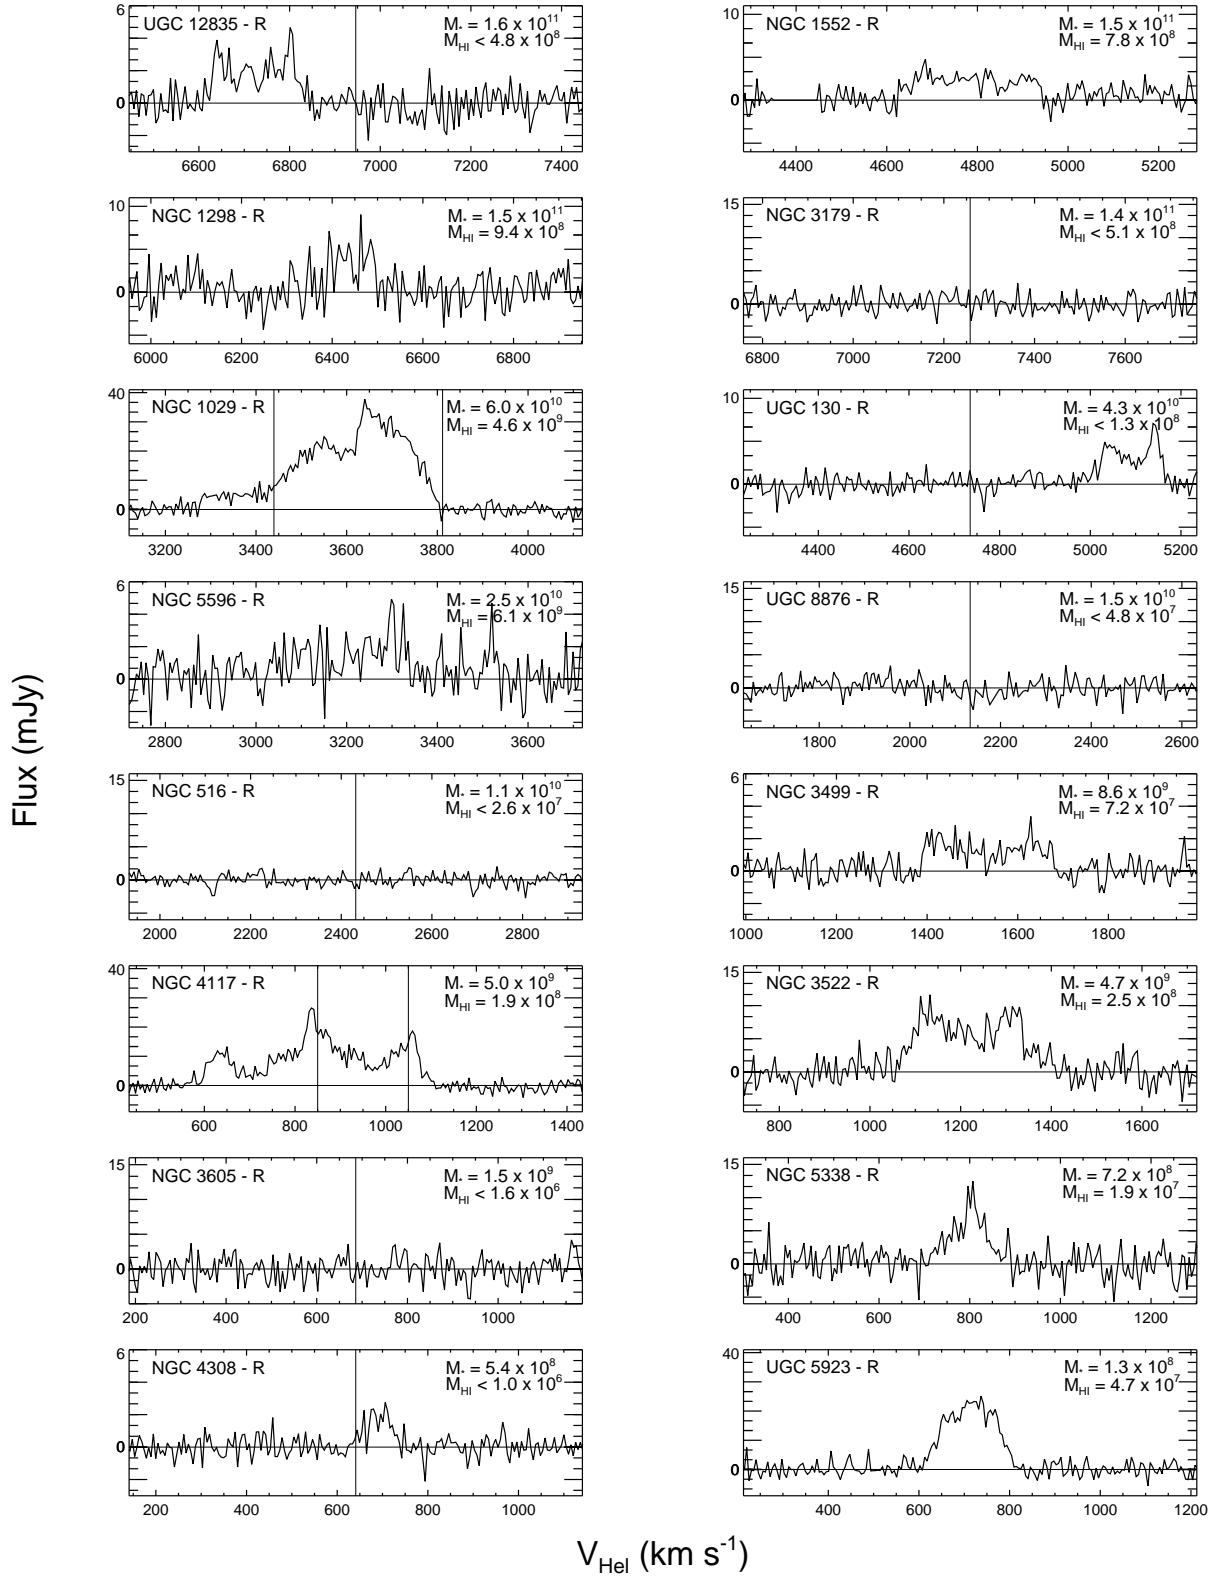 UGC 12835 - R
M* = 1.6 x 10^11
M_HI < 4.8 x 10^8
6
0
6600 6800 7000 7200 7400
NGC 1552 - R
M* = 1.5 x 10^11
M_HI = 7.8 x 10^8
10
0
4400 4600 4800 5000 5200
NGC 1298 - R
M* = 1.5 x 10^11
M_HI = 9.4 x 10^8
10
0
6000 6200 6400 6600 6800
NGC 3179 - R
M* = 1.4 x 10^11
M_HI < 5.1 x 10^8
15
0
6800 7000 7200 7400 7600
NGC 1029 - R
M* = 6.0 x 10^10
M_HI = 4.6 x 10^9
40
0
3200 3400 3600 3800 4000
UGC 130 - R
M* = 4.3 x 10^10
M_HI < 1.3 x 10^8
10
0
4400 4600 4800 5000 5200
NGC 5596 - R
M* = 2.5 x 10^10
M_HI = 6.1 x 10^9
6
0
2800 3000 3200 3400 3600
UGC 8876 - R
M* = 1.5 x 10^10
M_HI < 4.8 x 10^7
15
0
1800 2000 2200 2400 2600
NGC 516 - R
M* = 1.1 x 10^10
M_HI < 2.6 x 10^7
15
0
2000 2200 2400 2600 2800
NGC 3499 - R
M* = 8.6 x 10^9
M_HI = 7.2 x 10^7
6
0
1000 1200 1400 1600 1800
NGC 4117 - R
M* = 5.0 x 10^9
M_HI = 1.9 x 10^8
40
0
600 800 1000 1200 1400
NGC 3522 - R
M* = 4.7 x 10^9
M_HI = 2.5 x 10^8
15
0
800 1000 1200 1400 1600
NGC 3605 - R
M* = 1.5 x 10^9
M_HI < 1.6 x 10^6
15
0
200 400 600 800 1000
NGC 5338 - R
M* = 7.2 x 10^8
M_HI = 1.9 x 10^7
15
0
400 600 800 1000 1200
NGC 4308 - R
M* = 5.4 x 10^8
M_HI < 1.0 x 10^6
6
0
200 400 600 800 1000
UGC 5923 - R
M* = 1.3 x 10^8
M_HI = 4.7 x 10^7
40
0
400 600 800 1000 1200
Flux (mJy)
V_Hel (km s^-1)